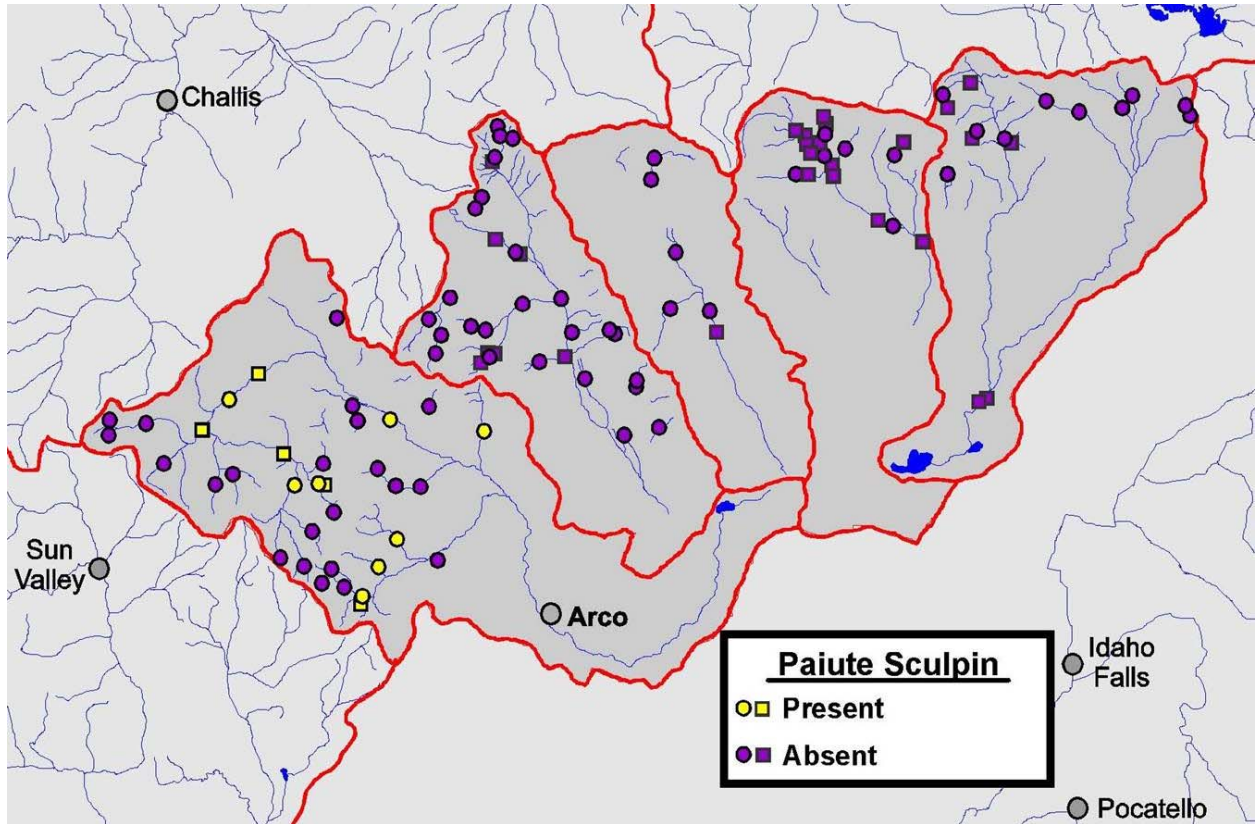 Challis
Sun
Valley
Arco
Paiute Sculpin
Present
Absent
Idaho
Falls
Pocatello